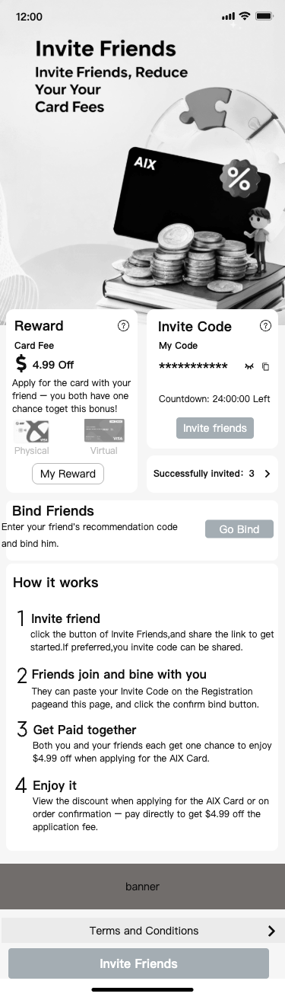 12:00
Invite Friends
Invite Friends, Reduce
Your Your
Card Fees
AIX
%
Reward
?
Card Fee
$ 4.99 Off
Apply for the card with your
friend — you both have one
chance toget this bonus!
VISA
VISA
Physical
Virtual
My Reward
Invite Code
?
My Code
***********
Countdown: 24:00:00 Left
Invite friends
Successfully invited: 3
Bind Friends
Enter your friend's recommendation code
and bind him.
Go Bind
How it works
1 Invite friend
click the button of Invite Friends,and share the link to get
started.If preferred,you invite code can be shared.
2 Friends join and bine with you
They can paste your Invite Code on the Registration
pageand this page, and click the confirm bind button.
3 Get Paid together
Both you and your friends each get one chance to enjoy
$4.99 off when applying for the AIX Card.
4 Enjoy it
View the discount when applying for the AIX Card or on
order confirmation — pay directly to get $4.99 off the
application fee.
banner
Terms and Conditions
Invite Friends